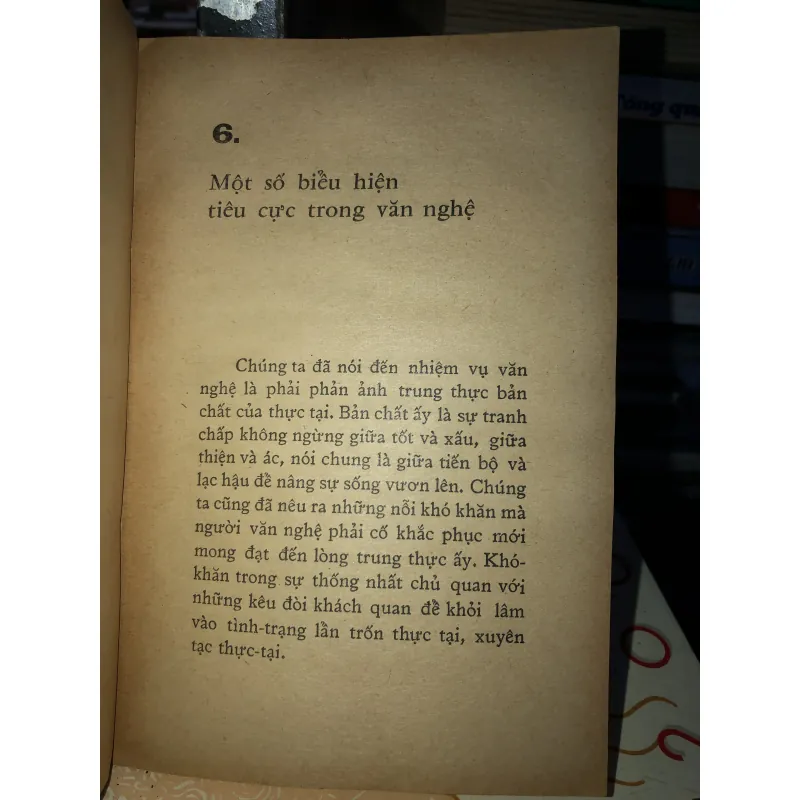 6.
Một số biểu hiện
tiêu cực trong văn nghệ
Chúng ta đã nói đến nhiệm vụ văn
nghệ là phải phản ảnh trung thực bản
chất của thực tại. Bản chất ấy là sự tranh
chấp không ngừng giữa tốt và xấu, giữa
thiện và ác, nói chung là giữa tiến bộ và
lạc hậu để nâng sự sống vươn lên. Chúng
ta cũng đã nêu ra những nỗi khó khăn mà
người văn nghệ phải cố khắc phục mới
mong đạt đến lòng trung thực ấy. Khó-
khăn trong sự thống nhất chủ quan với
những kêu đòi khách quan để khỏi lâm
vào tình-trạng lần trốn thực tại, xuyên
tạc thực-tại.
Tổng qu